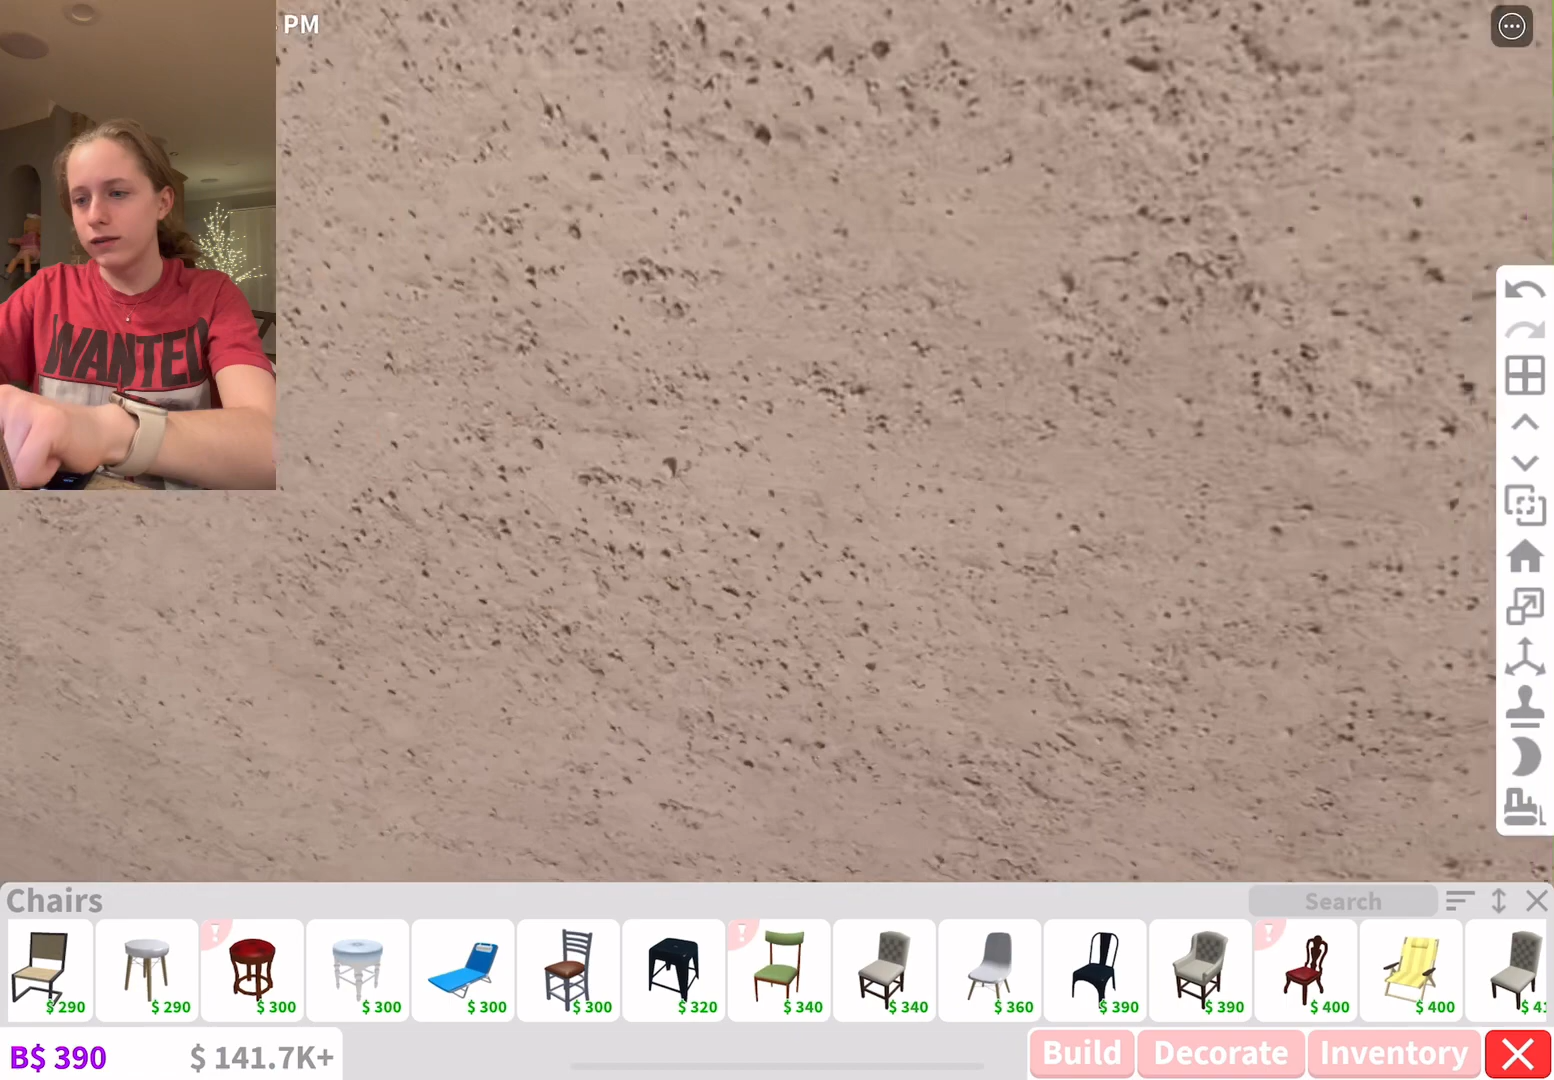 PM
WANTED
Chairs
Search
$ 290
$ 290
$ 300
$ 300
$ 300
$ 300
$ 320
$ 340
$ 340
$ 360
$ 390
$ 390
$ 400
$ 400
B$ 390
$ 141.7K+
Build
Decorate
Inventory